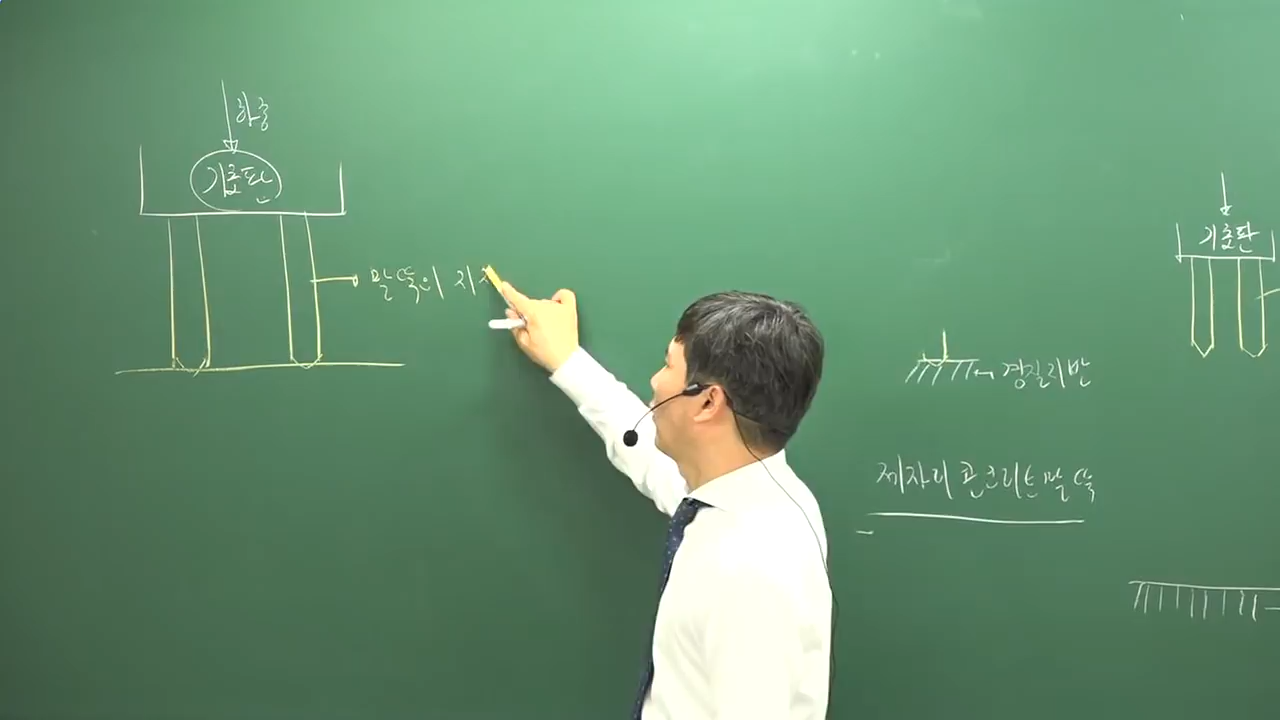 하중
기초판
말뚝이 지지
기초판
경질지반
제자리 콘크리트 말뚝